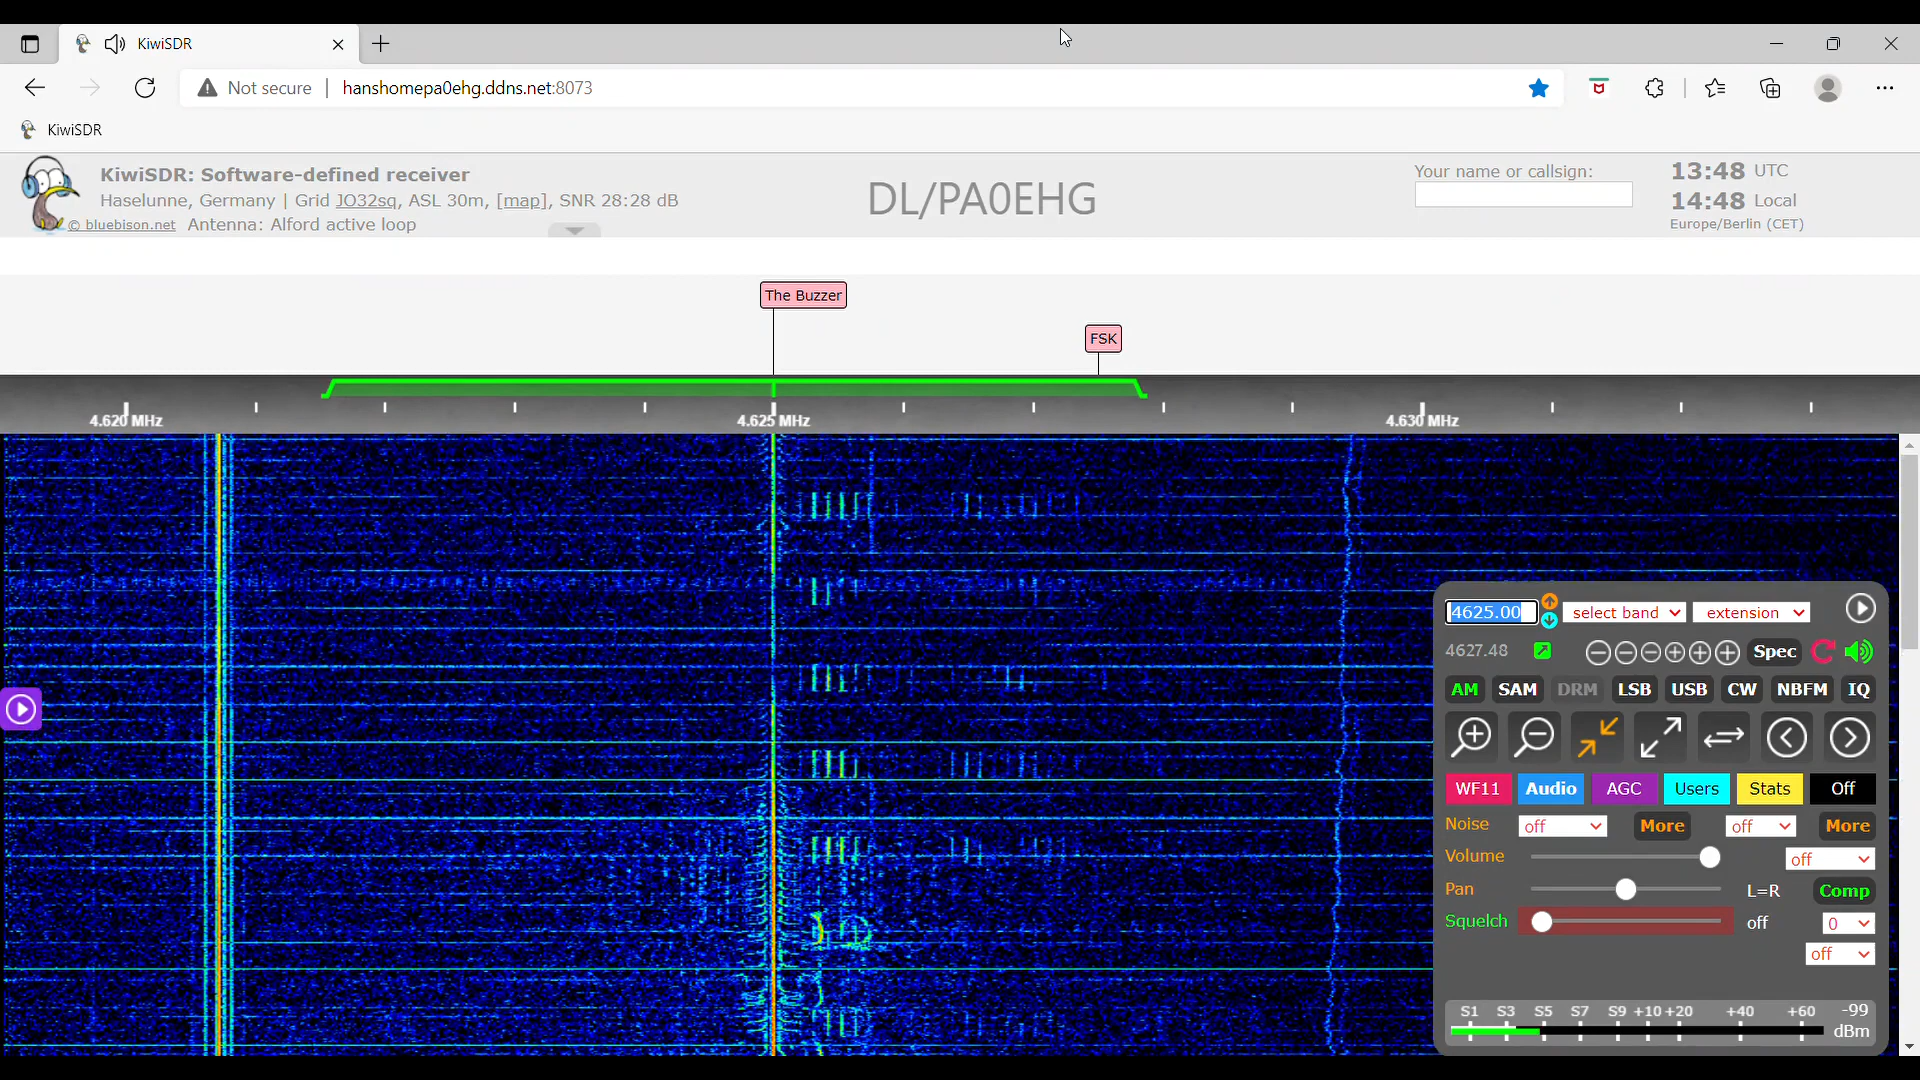 KiwiSDR
Not secure
hanshomepa0ehg.ddns.net:8073
KiwiSDR
KiwiSDR: Software-defined receiver
Haselunne, Germany | Grid JO32sq, ASL 30m, [map], SNR 28:28 dB
© bluebison.net Antenna: Alford active loop
DL/PA0EHG
Your name or callsign:
13:48 UTC
14:48 Local
Europe/Berlin (CET)
The Buzzer
FSK
4.620 MHz 4.625 MHz 4.630 MHz
4625.00 select band extension
4627.48 Spec
AM SAM DRM LSB USB CW NBFM IQ
WF11 Audio AGC Users Stats Off
Noise off More off More
Volume off
Pan L=R Comp
Squelch off 0
off
S1 S3 S5 S7 S9 +10 +20 +40 +60 -99
dBm